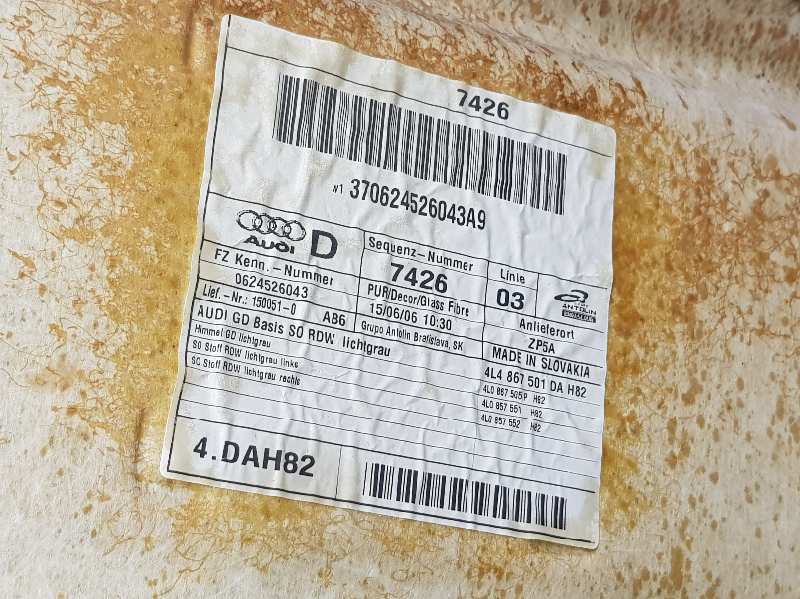 7426
#1 370624526043A9
AUDI D
Sequenz-Nummer
7426
Linie
03
ANTOLIN
FZ Kenn.-Nummer
0624526043
PUR/Decor/Glass Fibre
15/06/06 10:30
Anlieferort
ZP5A
Lief.-Nr.: 150051-0 A86
Grupo Antolin Bratislava, SK
MADE IN SLOVAKIA
AUDI GD Basis SO RDW lichtgrau
4L4 867 501 DA H82
Himmel GD lichtgrau
4L0 867 505P H82
SO Stoff RDW lichtgrau links
4L0 857 551 H82
SO Stoff RDW lichtgrau rechts
4L0 857 552 H82
4.DAH82